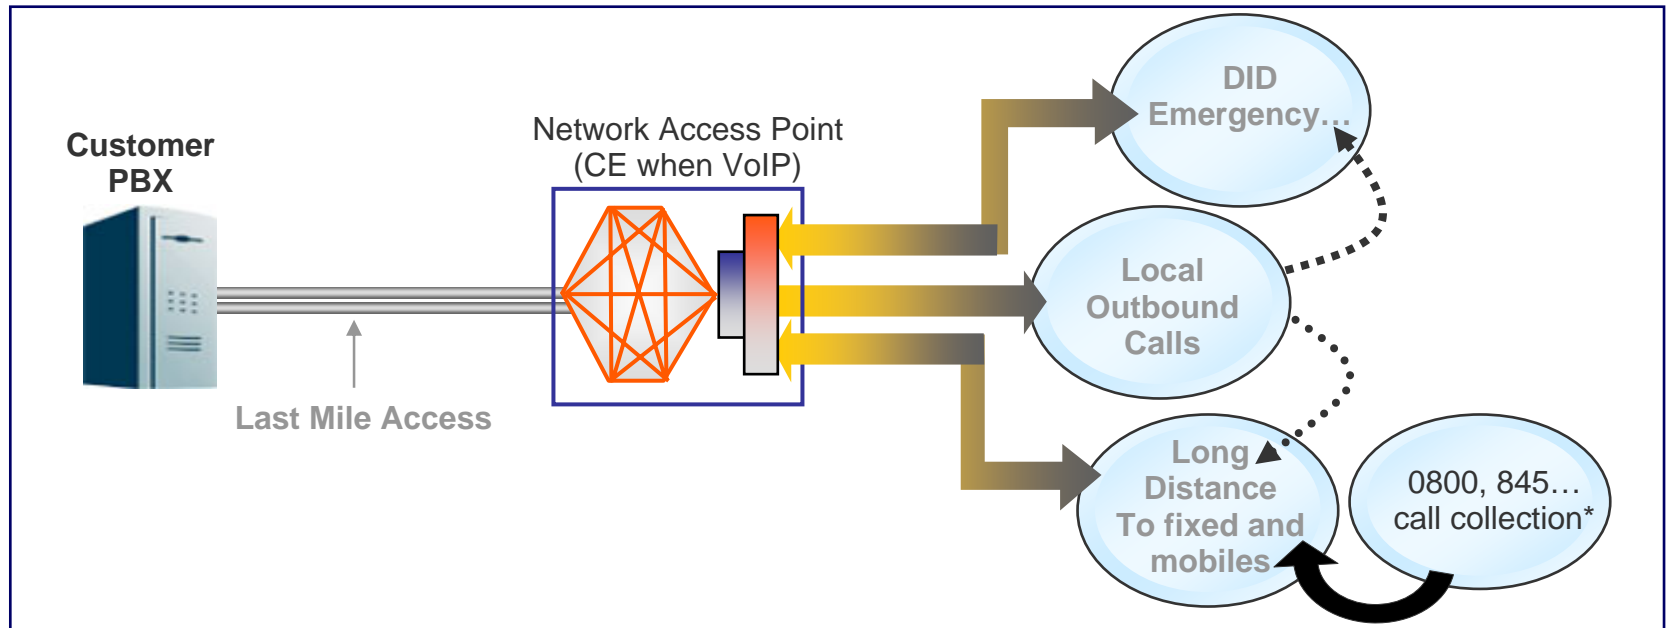 Customer
PBX
Network Access Point
(CE when VoIP)
Last Mile Access
DID
Emergency…
Local
Outbound
Calls
Long
Distance
To fixed and
mobiles
0800, 845…
call collection*